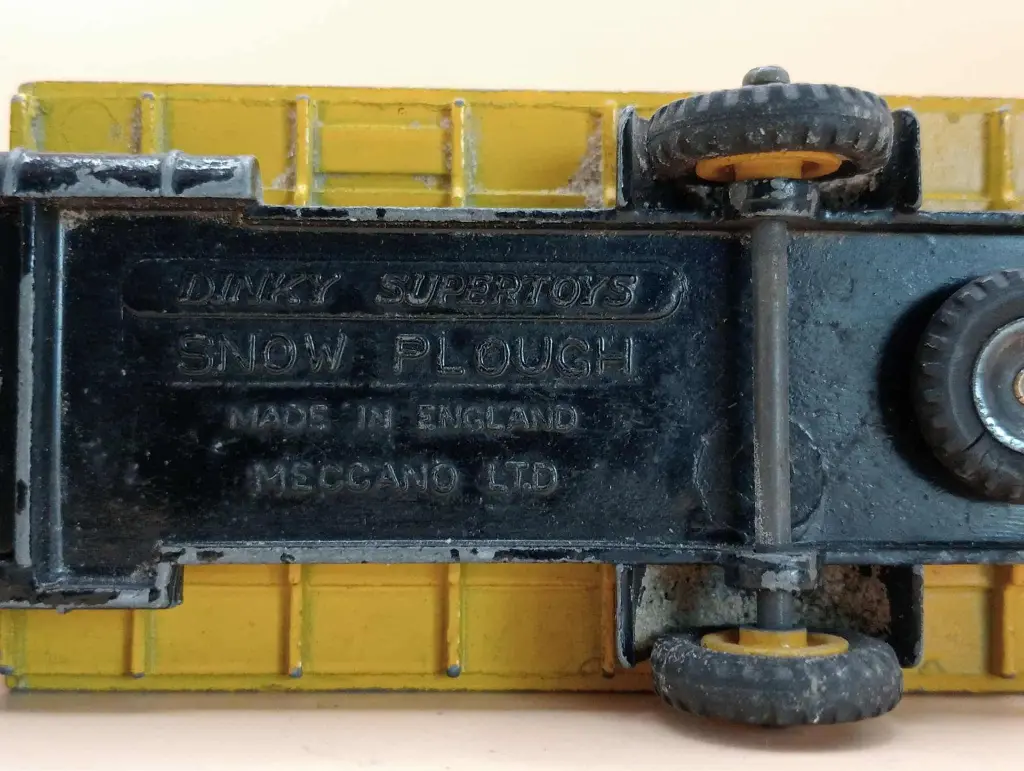 DINKY SUPERTOYS
SNOW PLOUGH
MADE IN ENGLAND
MECCANO LTD